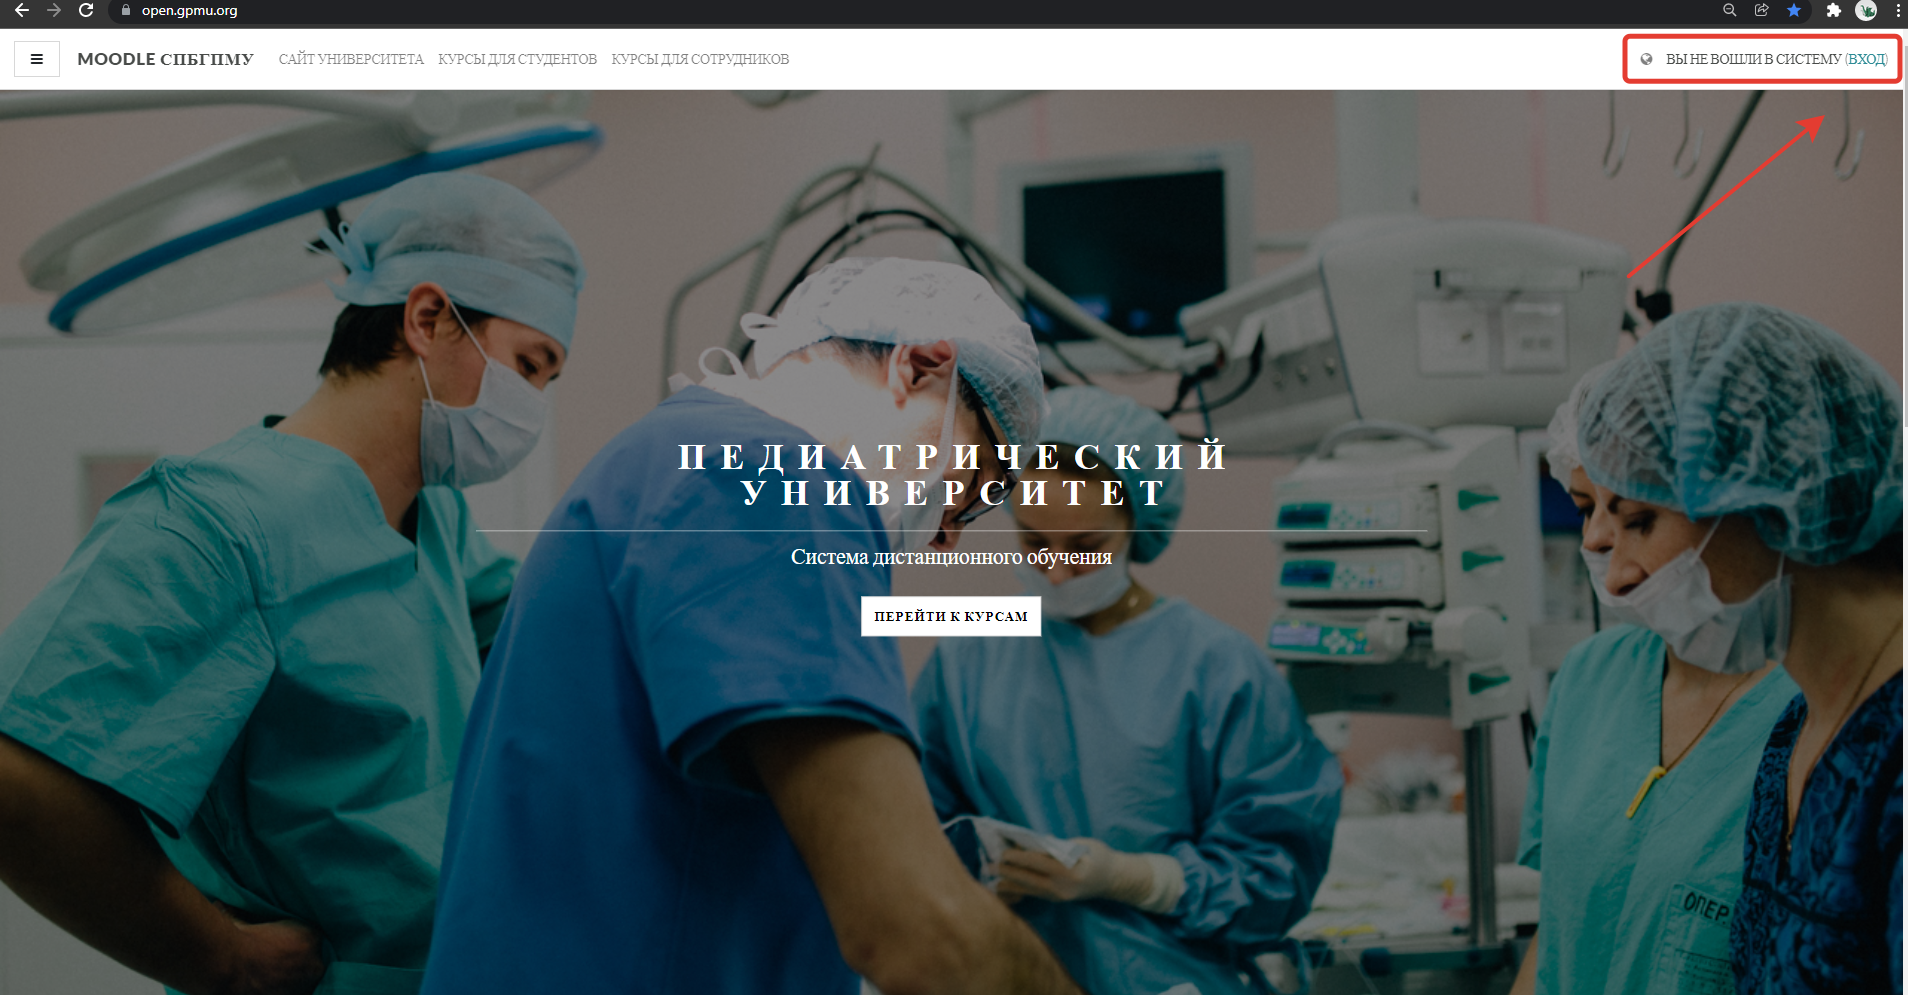 open.gpmu.org
MOODLE СПБГПМУ САЙТ УНИВЕРСИТЕТА КУРСЫ ДЛЯ СТУДЕНТОВ КУРСЫ ДЛЯ СОТРУДНИКОВ ВЫ НЕ ВОШЛИ В СИСТЕМУ (ВХОД)
ПЕДИАТРИЧЕСКИЙ
УНИВЕРСИТЕТ
Система дистанционного обучения
ПЕРЕЙТИ К КУРСАМ
ОПЕР